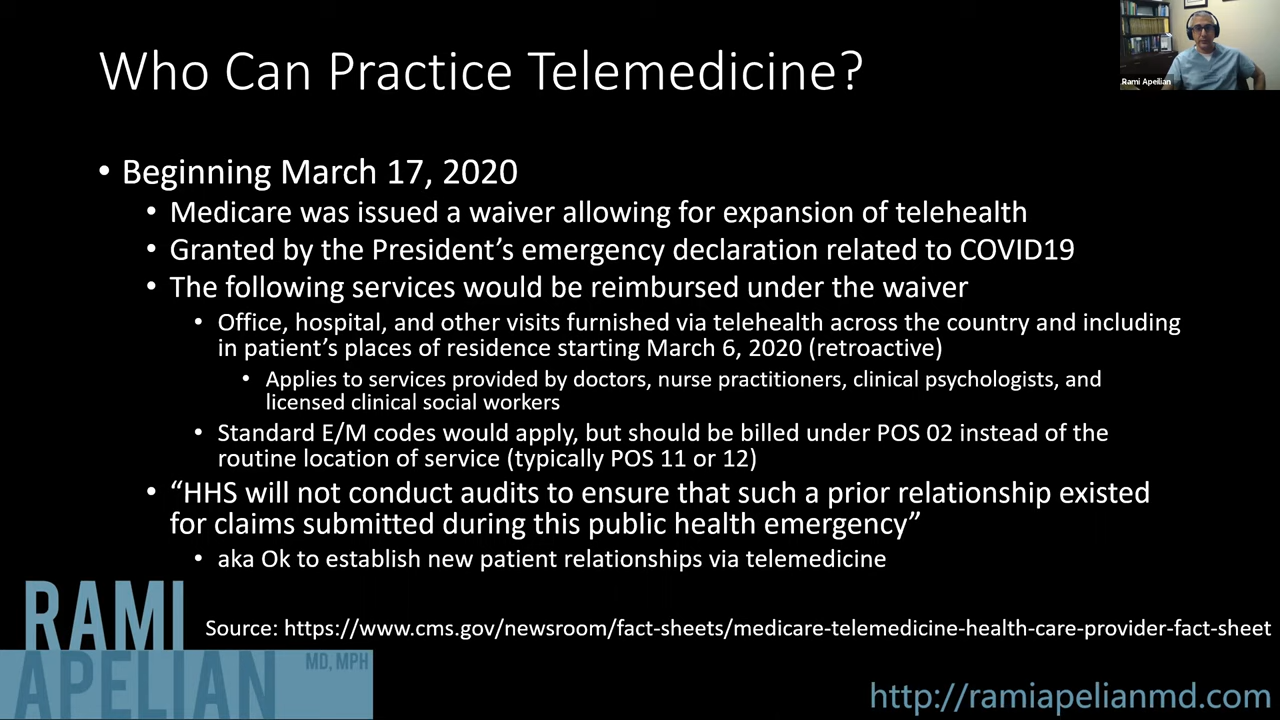 Who Can Practice Telemedicine?
Rami Apelian
• Beginning March 17, 2020
• Medicare was issued a waiver allowing for expansion of telehealth
• Granted by the President's emergency declaration related to COVID19
• The following services would be reimbursed under the waiver
• Office, hospital, and other visits furnished via telehealth across the country and including
in patient's places of residence starting March 6, 2020 (retroactive)
• Applies to services provided by doctors, nurse practitioners, clinical psychologists, and
licensed clinical social workers
• Standard E/M codes would apply, but should be billed under POS 02 instead of the
routine location of service (typically POS 11 or 12)
• “HHS will not conduct audits to ensure that such a prior relationship existed
for claims submitted during this public health emergency”
• aka Ok to establish new patient relationships via telemedicine
RAMI
APELIAN
MD, MPH
Source: https://www.cms.gov/newsroom/fact-sheets/medicare-telemedicine-health-care-provider-fact-sheet
http://ramiapelianmd.com